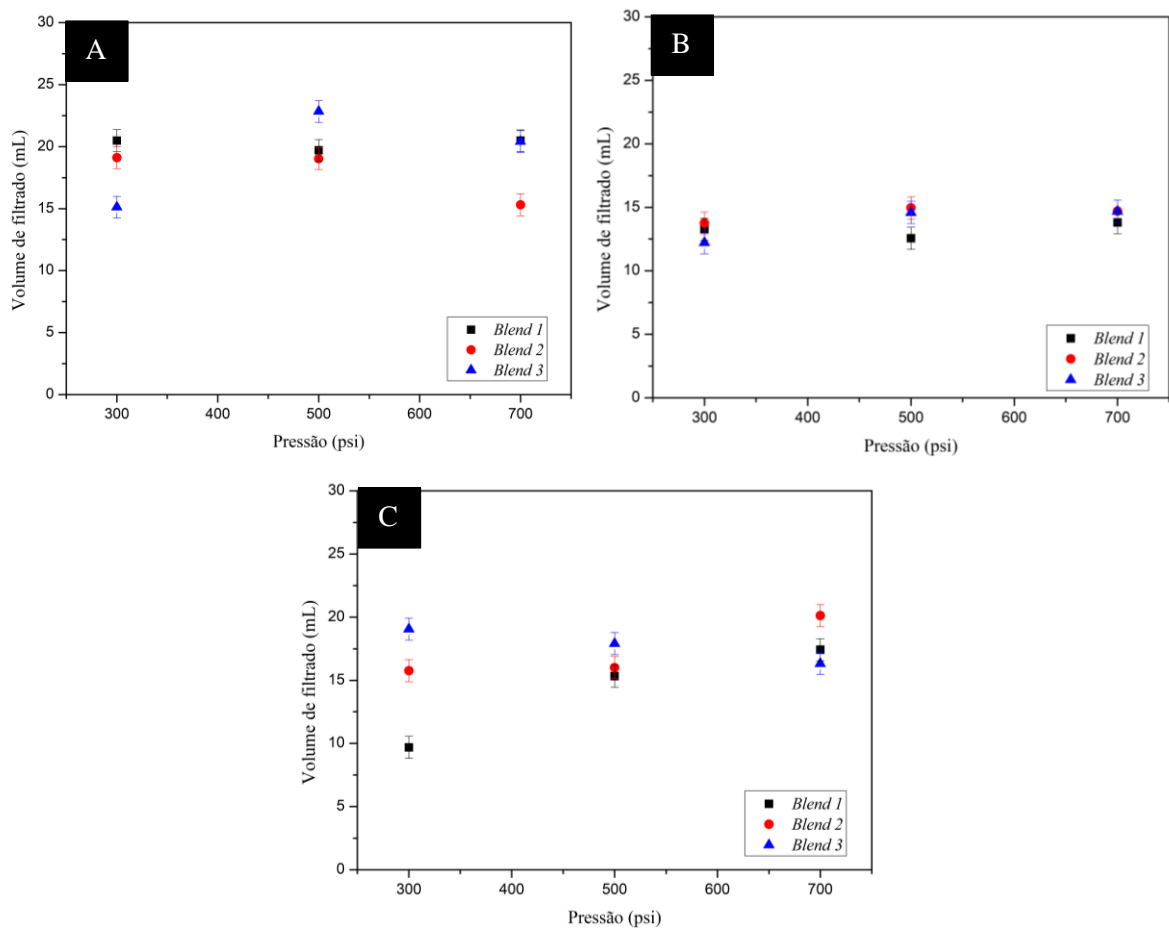 A
30
25
20
15
10
5
0
Volume de filtrado (mL)
300
400
500
600
700
Pressão (psi)
Blend 1
Blend 2
Blend 3
B
30
25
20
15
10
5
0
Volume de filtrado (mL)
300
400
500
600
700
Pressão (psi)
Blend 1
Blend 2
Blend 3
C
30
25
20
15
10
5
0
Volume de filtrado (mL)
300
400
500
600
700
Pressão (psi)
Blend 1
Blend 2
Blend 3